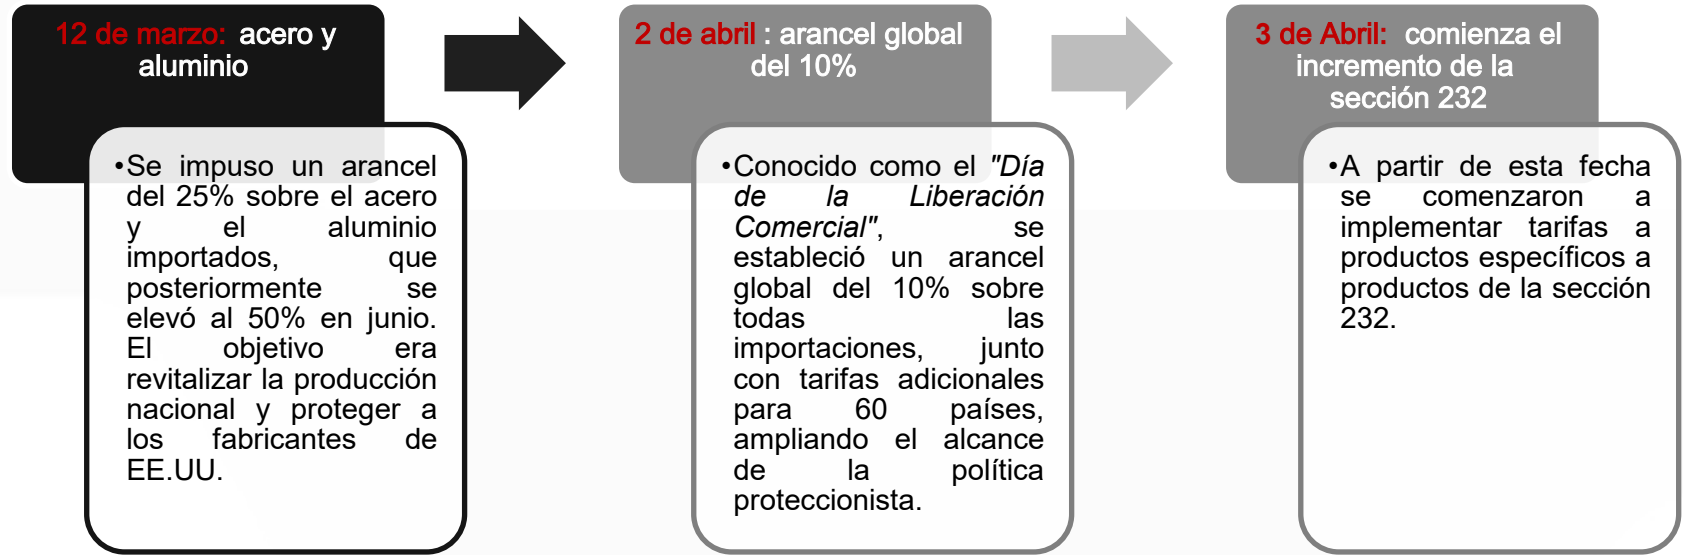 12 de marzo: acero y
aluminio
•Se impuso un arancel
del 25% sobre el acero
y el aluminio
importados, que
posteriormente se
elevó al 50% en junio.
El objetivo era
revitalizar la producción
nacional y proteger a
los fabricantes de
EE.UU.
2 de abril : arancel global
del 10%
•Conocido como el "Día
de la Liberación
Comercial", se
estableció un arancel
global del 10% sobre
todas las
importaciones, junto
con tarifas adicionales
para 60 países,
ampliando el alcance
de la política
proteccionista.
3 de Abril: comienza el
incremento de la
sección 232
•A partir de esta fecha
se comenzaron a
implementar tarifas a
productos específicos a
productos de la sección
232.